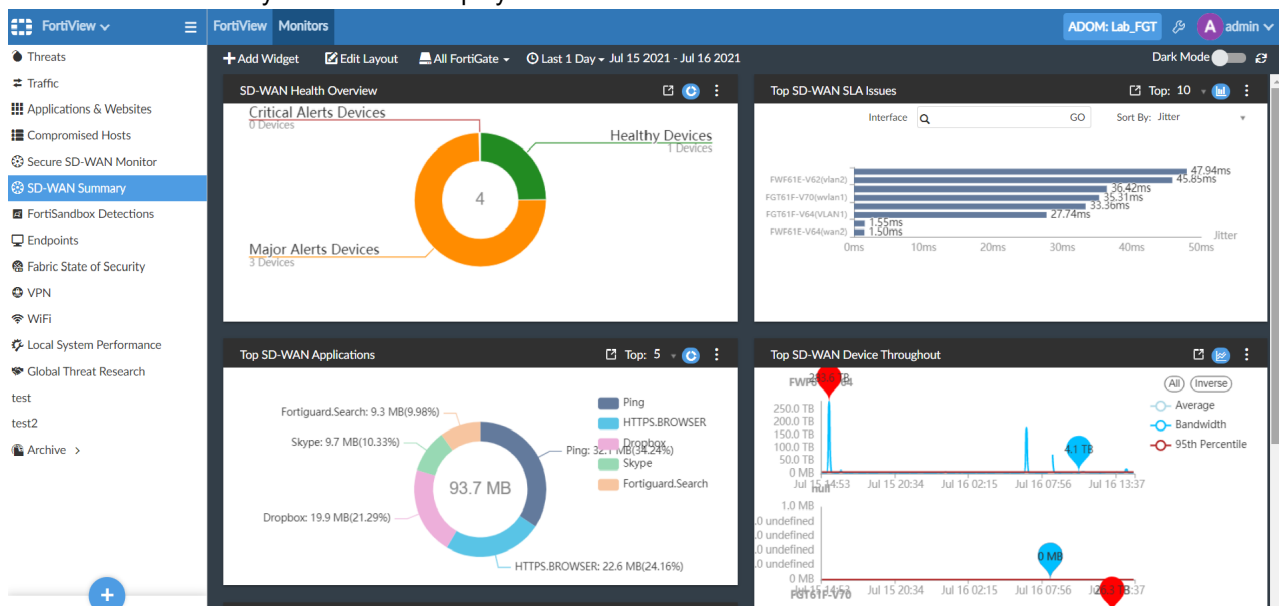 FortiView
FortiView Monitors
ADOM: Lab_FGT
A admin
Threats
Traffic
Applications & Websites
Compromised Hosts
Secure SD-WAN Monitor
SD-WAN Summary
FortiSandbox Detections
Endpoints
Fabric State of Security
VPN
WiFi
Local System Performance
Global Threat Research
test
test2
Archive
Add Widget Edit Layout All FortiGate Last 1 Day Jul 15 2021 - Jul 16 2021
Dark Mode
SD-WAN Health Overview
Critical Alerts Devices
0 Devices
Healthy Devices
1 Devices
4
Major Alerts Devices
3 Devices
Top SD-WAN SLA Issues
Top: 10
Interface
GO
Sort By: Jitter
47.94ms
FWF61E-V62(vlan2)
45.85ms
36.42ms
FGT61F-V70(wvlan1)
35.31ms
33.36ms
FGT61F-V64(VLAN1)
27.74ms
1.55ms
FWF61E-V64(wan2)
1.50ms
Jitter
0ms 10ms 20ms 30ms 40ms 50ms
Top SD-WAN Applications
Top: 5
Ping
HTTPS.BROWSER
Dropbox
Skype
Fortiguard.Search
Fortiguard.Search: 9.3 MB(9.98%)
Skype: 9.7 MB(10.33%)
Ping: 32.1 MB(34.24%)
93.7 MB
Dropbox: 19.9 MB(21.29%)
HTTPS.BROWSER: 22.6 MB(24.16%)
Top SD-WAN Device Throughout
All Inverse
Average
Bandwidth
95th Percentile
250.0 TB
200.0 TB
150.0 TB
100.0 TB
50.0 TB
0 MB
4.1 TB
Jul 15 14:53 Jul 15 20:34 Jul 16 02:15 Jul 16 07:56 Jul 16 13:37
null
1.0 MB
.0 undefined
.0 undefined
.0 undefined
.0 undefined
0 MB
0 MB
Jul 15 20:34 Jul 16 02:15 Jul 16 07:56
FGT61F-V70